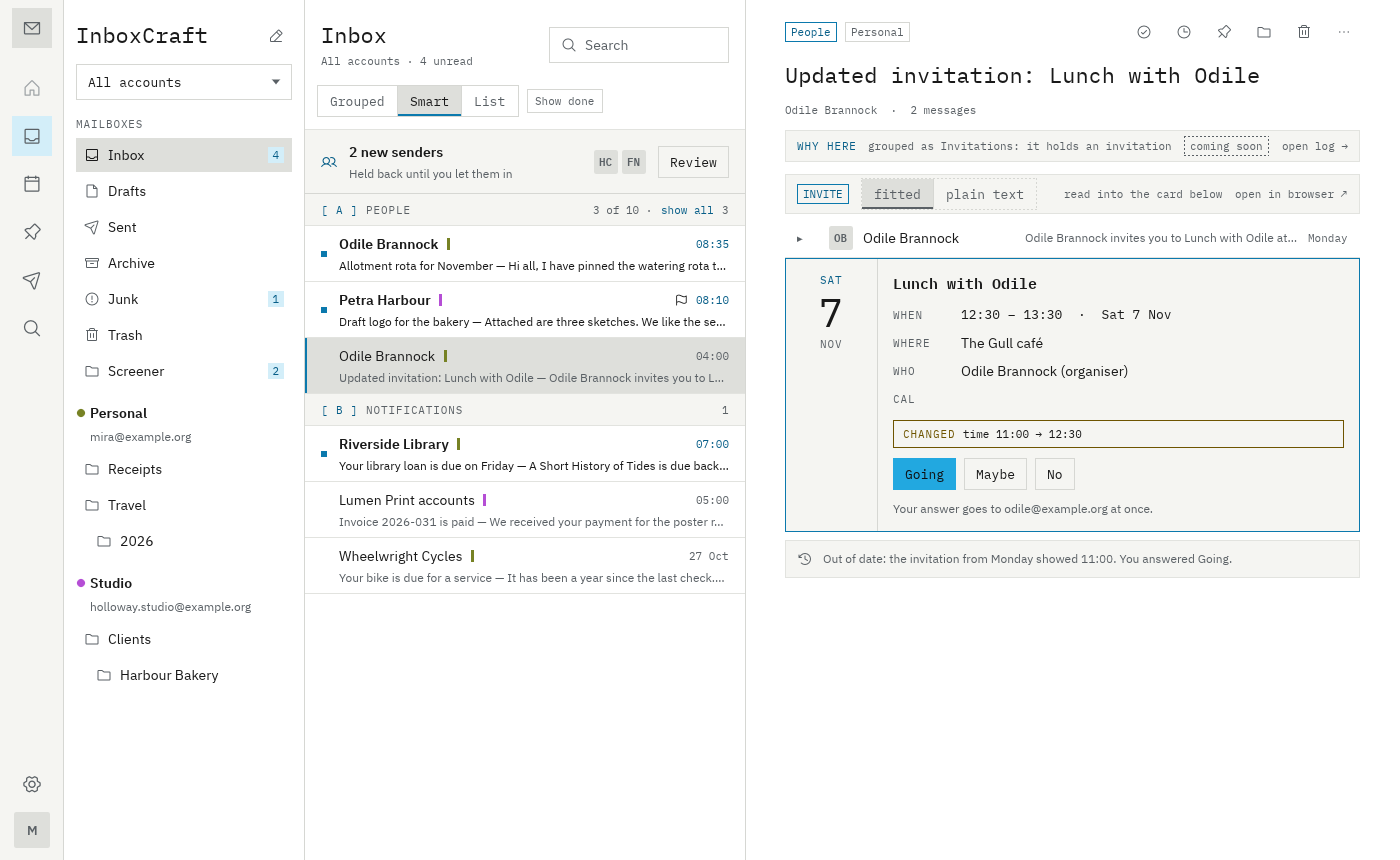 InboxCraft
All accounts
MAILBOXES
Inbox 4
Drafts
Sent
Archive
Junk 1
Trash
Screener 2
Personal
mira@example.org
Receipts
Travel
2026
Studio
holloway.studio@example.org
Clients
Harbour Bakery
M
Inbox
All accounts · 4 unread
Search
Grouped Smart List Show done
2 new senders
Held back until you let them in
HC FN Review
[ A ] PEOPLE 3 of 10 · show all 3
Odile Brannock 08:35
Allotment rota for November — Hi all, I have pinned the watering rota t…
Petra Harbour 08:10
Draft logo for the bakery — Attached are three sketches. We like the se…
Odile Brannock 04:00
Updated invitation: Lunch with Odile — Odile Brannock invites you to L…
[ B ] NOTIFICATIONS 1
Riverside Library 07:00
Your library loan is due on Friday — A Short History of Tides is due back…
Lumen Print accounts 05:00
Invoice 2026-031 is paid — We received your payment for the poster r…
Wheelwright Cycles 27 Oct
Your bike is due for a service — It has been a year since the last check.…
People Personal
Updated invitation: Lunch with Odile
Odile Brannock · 2 messages
WHY HERE grouped as Invitations: it holds an invitation coming soon open log →
INVITE fitted plain text read into the card below open in browser ↗
▸ OB Odile Brannock Odile Brannock invites you to Lunch with Odile at… Monday
SAT
7
NOV
Lunch with Odile
WHEN 12:30 – 13:30 · Sat 7 Nov
WHERE The Gull café
WHO Odile Brannock (organiser)
CAL
CHANGED time 11:00 → 12:30
Going Maybe No
Your answer goes to odile@example.org at once.
Out of date: the invitation from Monday showed 11:00. You answered Going.